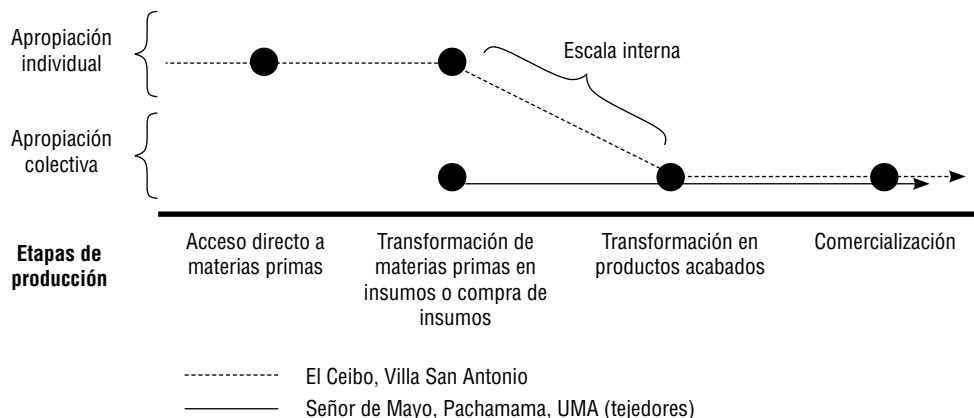 Apropiación
individual
Escala interna
Apropiación
colectiva
Etapas de
producción
Acceso directo a
materias primas
Transformación de
materias primas en
insumos o compra de
insumos
Transformación en
productos acabados
Comercialización
El Ceibo, Villa San Antonio
Señor de Mayo, Pachamama, UMA (tejedores)